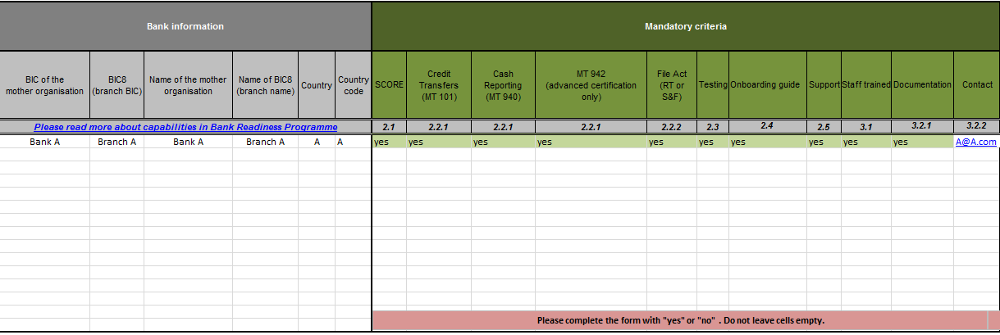 Bank information
Mandatory criteria
BIC of the
mother organisation
BIC8
(branch BIC)
Name of the mother
organisation
Name of BIC8
(branch name)
Country
Country
code
SCORE
Credit
Transfers
(MT 101)
Cash
Reporting
(MT 940)
MT 942
(advanced certification
only)
File Act
(RT or
S&F)
Testing
Onboarding guide
Support
Staff trained
Documentation
Contact
Please read more about capabilities in Bank Readiness Programme
2.1
2.2.1
2.2.1
2.2.1
2.2.2
2.3
2.4
2.5
3.1
3.2.1
3.2.2
Bank A
Branch A
Bank A
Branch A
A
A
yes
yes
yes
yes
yes
yes
yes
yes
yes
yes
A@A.com
Please complete the form with "yes" or "no" . Do not leave cells empty.